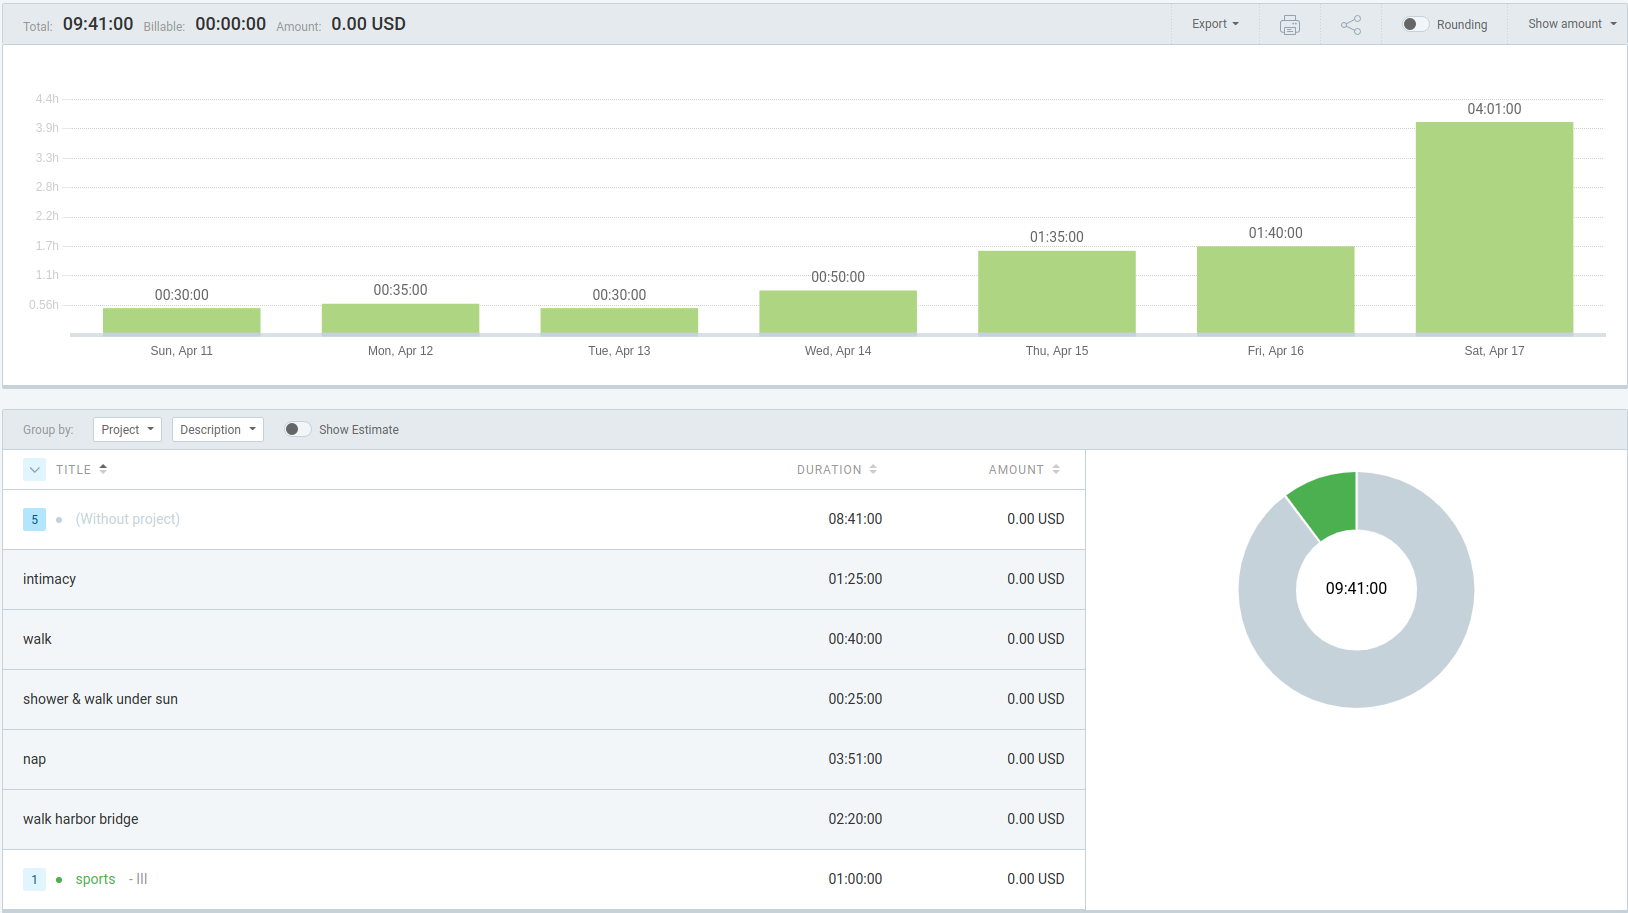 Total: 09:41:00 Billable: 00:00:00 Amount: 0.00 USD Export Rounding Show amount
4.4h
04:01:00
3.9h
3.3h
2.8h
2.2h
01:35:00 01:40:00
1.7h
1.1h 00:50:00
00:30:00 00:35:00 00:30:00
0.56h
Sun, Apr 11 Mon, Apr 12 Tue, Apr 13 Wed, Apr 14 Thu, Apr 15 Fri, Apr 16 Sat, Apr 17
Group by: Project Description Show Estimate
TITLE DURATION AMOUNT
5 • (Without project) 08:41:00 0.00 USD
intimacy 01:25:00 0.00 USD
09:41:00
walk 00:40:00 0.00 USD
shower & walk under sun 00:25:00 0.00 USD
nap 03:51:00 0.00 USD
walk harbor bridge 02:20:00 0.00 USD
1 • sports - III 01:00:00 0.00 USD